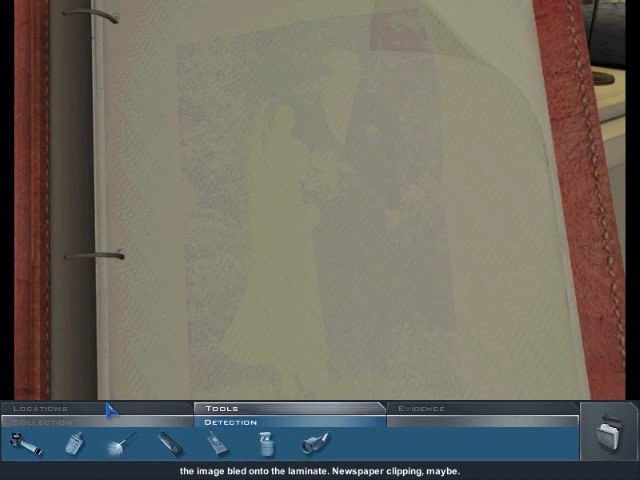 LOCATIONS
TOOLS
EVIDENCE
COLLECTION
DETECTION
the image bled onto the laminate. Newspaper clipping, maybe.